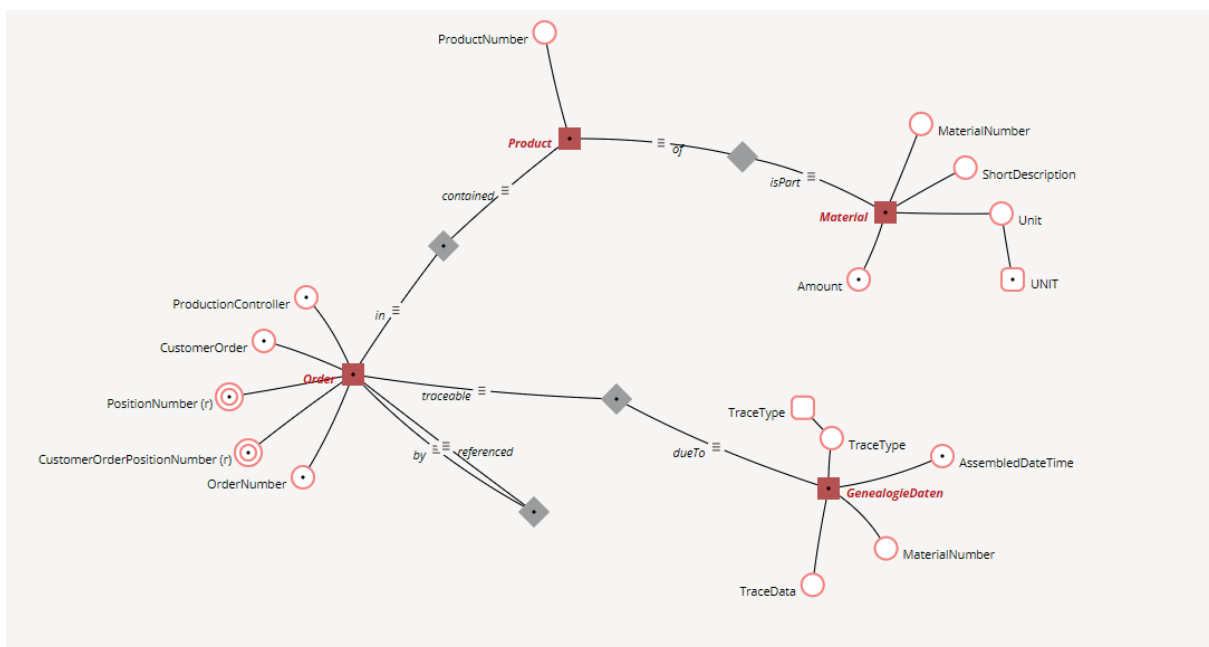 ProductNumber
Product
of
isPart
MaterialNumber
ShortDescription
Material
Unit
Amount
UNIT
contained
in
ProductionController
CustomerOrder
Order
PositionNumber (r)
CustomerOrderPositionNumber (r)
OrderNumber
traceable
by
referenced
dueTo
TraceType
TraceType
AssembledDateTime
GenealogieDaten
MaterialNumber
TraceData